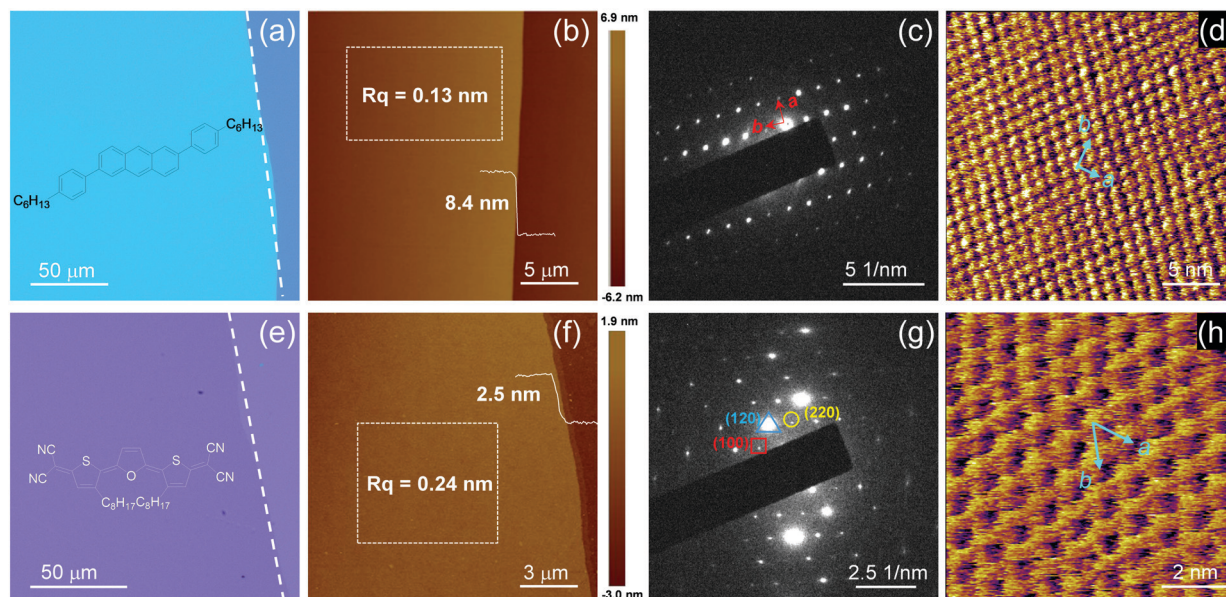 (a)
C6H13
C6H13
50 μm
(b)
Rq = 0.13 nm
8.4 nm
5 μm
6.9 nm
-6.2 nm
(c)
a
b
5 1/nm
(d)
b
a
5 nm
(e)
CN
NC
S
S
O
NC
CN
C8H17C8H17
50 μm
(f)
2.5 nm
Rq = 0.24 nm
3 μm
1.9 nm
-3.0 nm
(g)
(120)
(220)
(100)
2.5 1/nm
(h)
a
b
2 nm